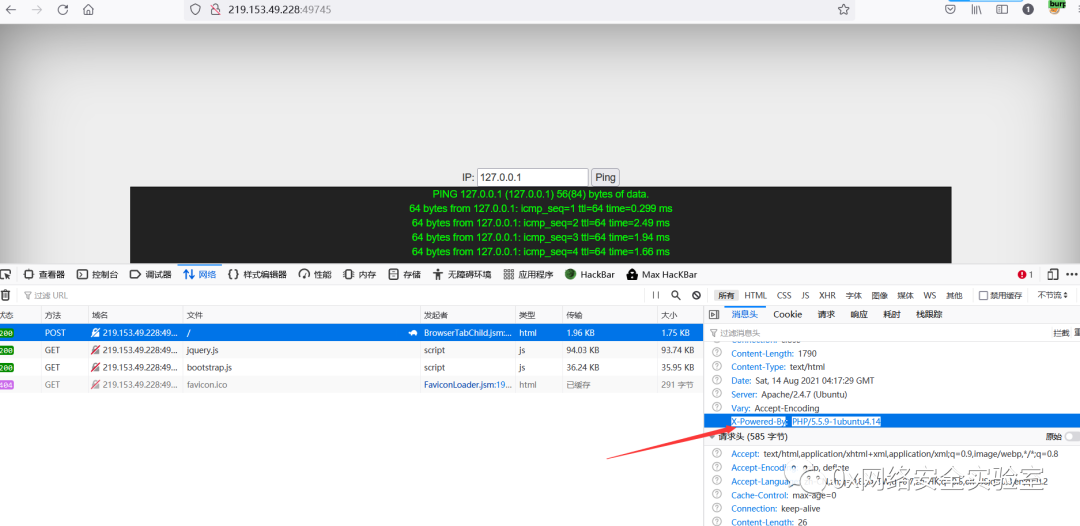 219.153.49.228:49745
1
burp
IP: 127.0.0.1 Ping
PING 127.0.0.1 (127.0.0.1) 56(84) bytes of data.
64 bytes from 127.0.0.1: icmp_seq=1 ttl=64 time=0.299 ms
64 bytes from 127.0.0.1: icmp_seq=2 ttl=64 time=2.49 ms
64 bytes from 127.0.0.1: icmp_seq=3 ttl=64 time=1.94 ms
64 bytes from 127.0.0.1: icmp_seq=4 ttl=64 time=1.66 ms
查看器 控制台 调试器 网络 样式编辑器 性能 内存 存储 无障碍环境 应用程序 HackBar Max HacKBar 1
过滤 URL 所有 HTML CSS JS XHR 字体 图像 媒体 WS 其他 禁用缓存 不节流
状态 方法 域名 文件 发起者 类型 传输 大小 消息头 Cookie 请求 响应 耗时 栈跟踪
200 POST 219.153.49.228:49... / BrowserTabChild.jsm:... html 1.96 KB 1.75 KB
200 GET 219.153.49.228:49... jquery.js script js 94.03 KB 93.74 KB
200 GET 219.153.49.228:49... bootstrap.js script js 36.24 KB 35.95 KB
404 GET 219.153.49.228:49... favicon.ico FaviconLoader.jsm:19... html 已缓存 291 字节
过滤消息头 拦截
Content-Length: 1790
Content-Type: text/html
Date: Sat, 14 Aug 2021 04:17:29 GMT
Server: Apache/2.4.7 (Ubuntu)
Vary: Accept-Encoding
X-Powered-By: PHP/5.5.9-1ubuntu4.14
请求头 (585 字节) 原始
Accept: text/html,application/xhtml+xml,application/xml;q=0.9,image/webp,*/*;q=0.8
Cache-Control: max-age=0
Connection: keep-alive
Content-Length: 26
0x网络安全实验室